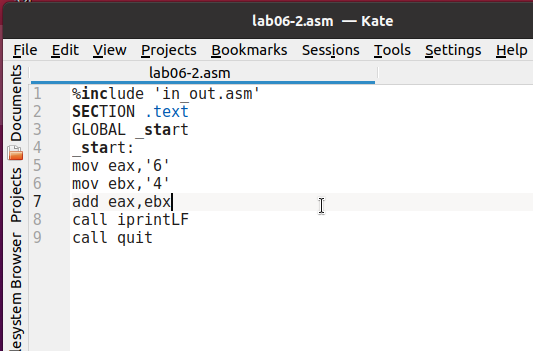 lab06-2.asm — Kate
File Edit View Projects Bookmarks Sessions Tools Settings Help
lab06-2.asm
Documents
Projects
lesystem Browser
1 %include 'in_out.asm'
2 SECTION .text
3 GLOBAL _start
4 _start:
5 mov eax,'6'
6 mov ebx,'4'
7 add eax,ebx
8 call iprintLF
9 call quit